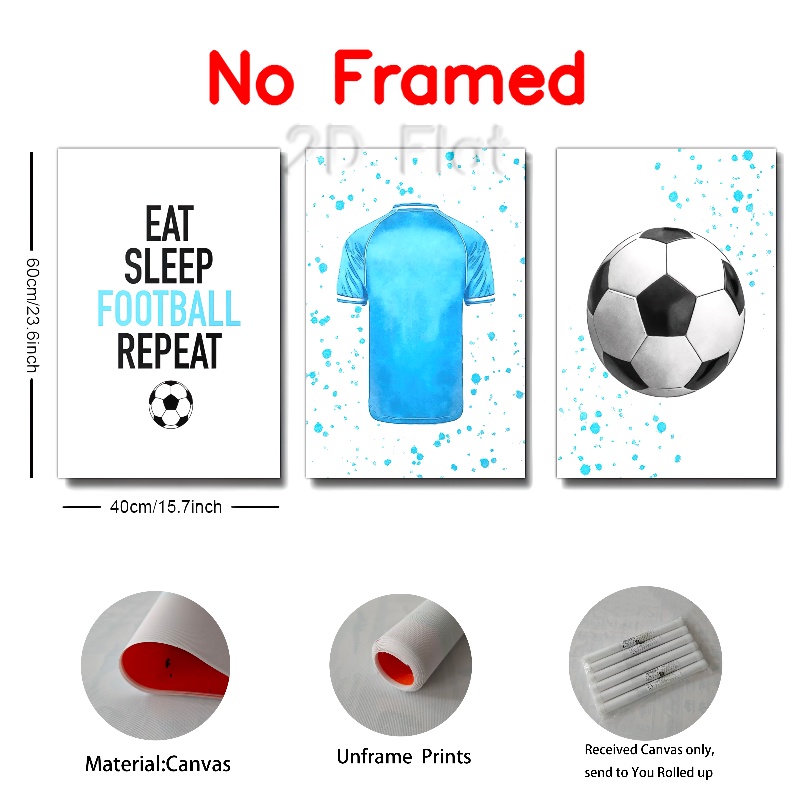 No Framed
2D Flat
EAT
SLEEP
FOOTBALL
REPEAT
60cm/23.6inch
40cm/15.7inch
Material:Canvas
Unframe Prints
Received Canvas only,
send to You Rolled up